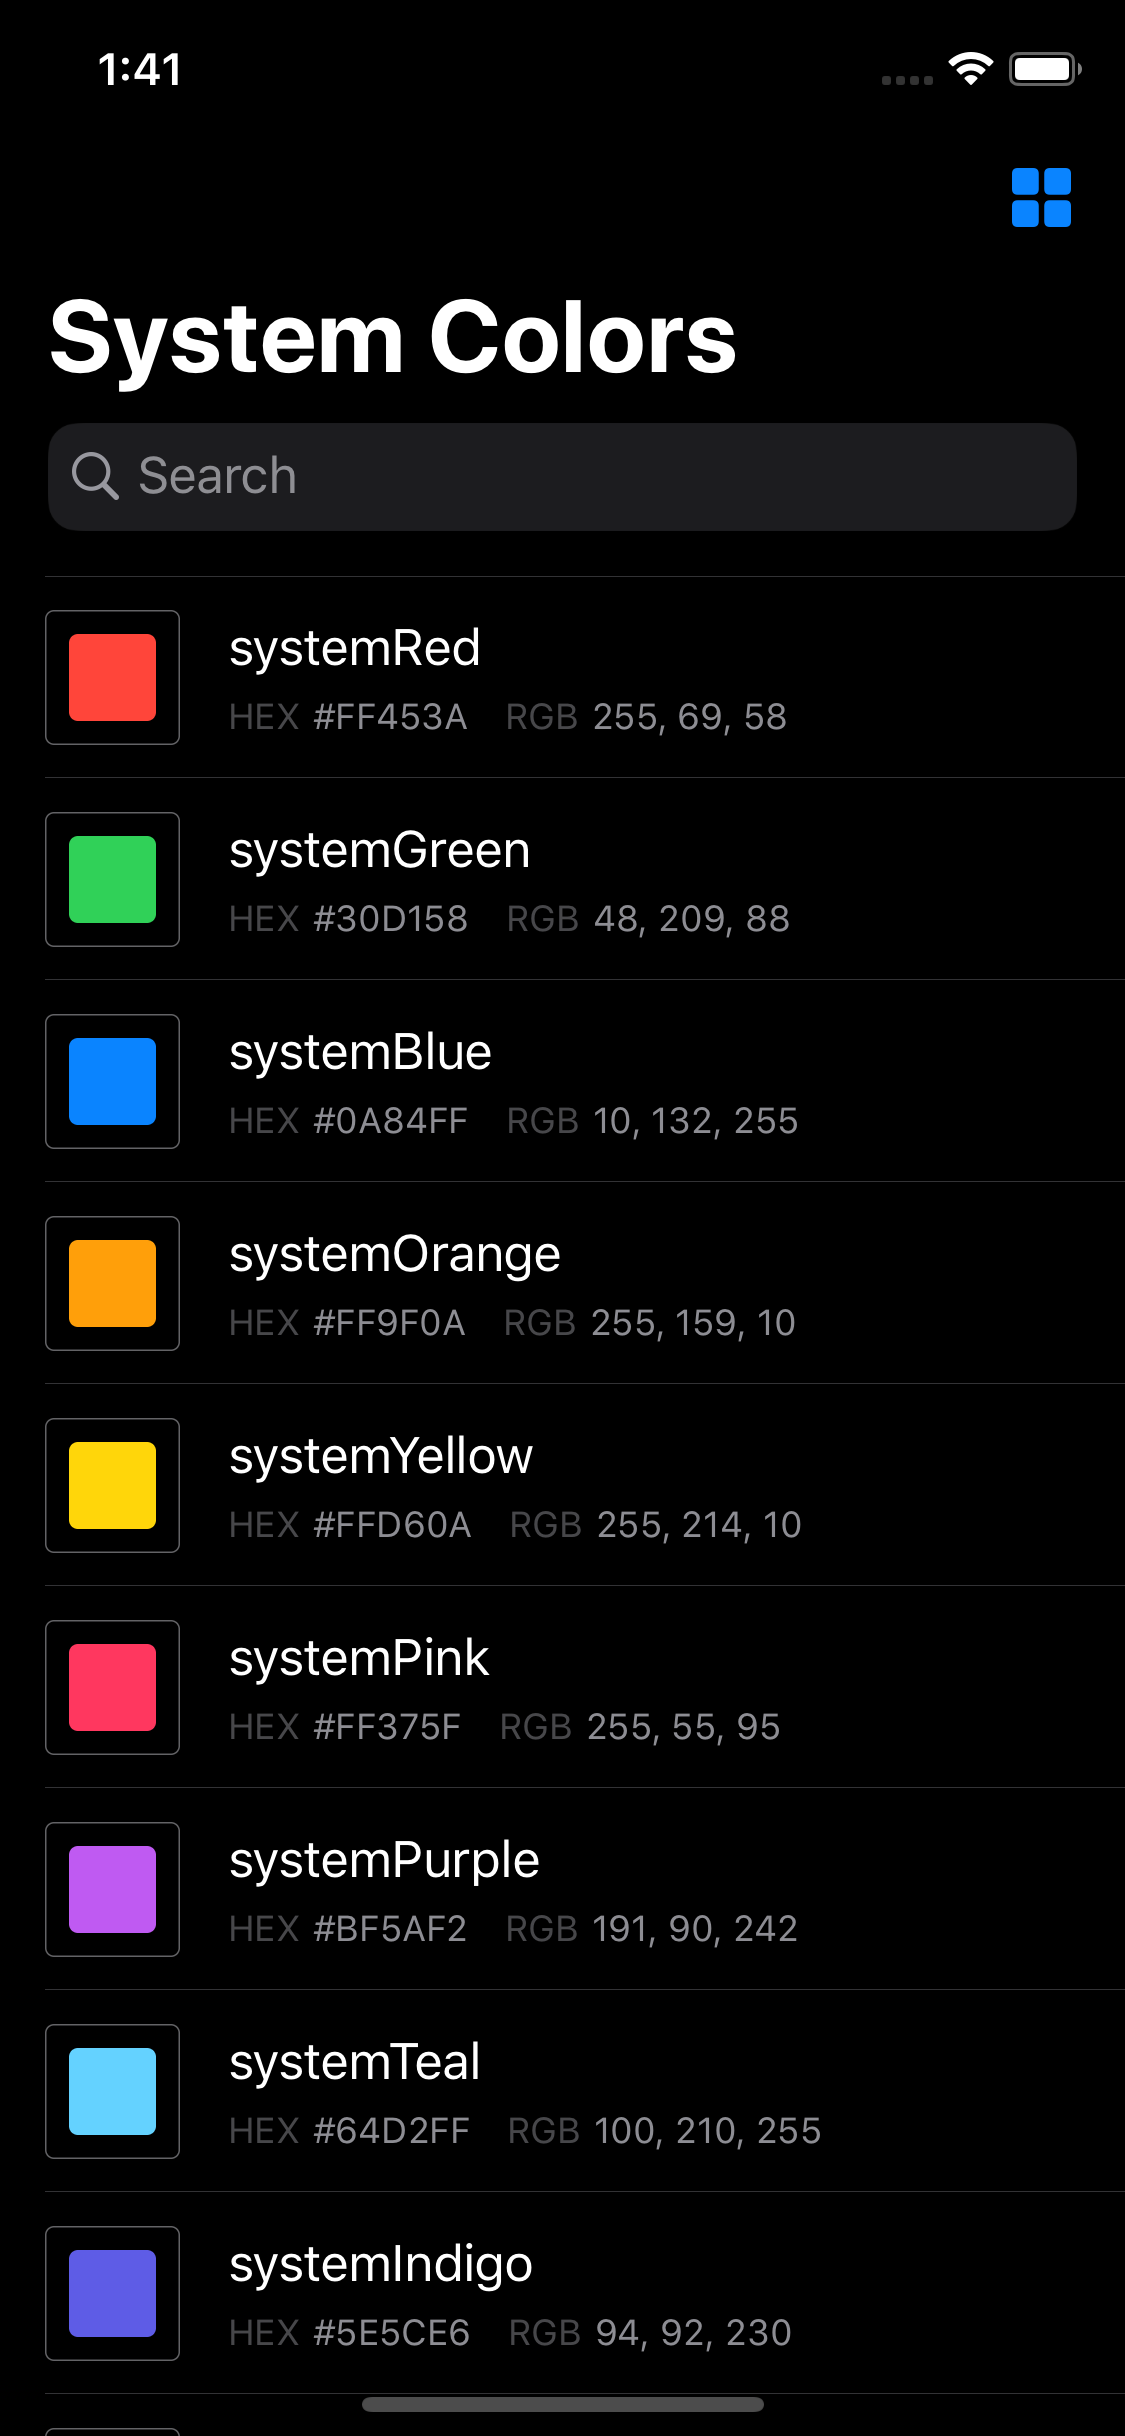 1:41
System Colors
Search
systemRed
HEX #FF453A RGB 255, 69, 58
systemGreen
HEX #30D158 RGB 48, 209, 88
systemBlue
HEX #0A84FF RGB 10, 132, 255
systemOrange
HEX #FF9F0A RGB 255, 159, 10
systemYellow
HEX #FFD60A RGB 255, 214, 10
systemPink
HEX #FF375F RGB 255, 55, 95
systemPurple
HEX #BF5AF2 RGB 191, 90, 242
systemTeal
HEX #64D2FF RGB 100, 210, 255
systemIndigo
HEX #5E5CE6 RGB 94, 92, 230